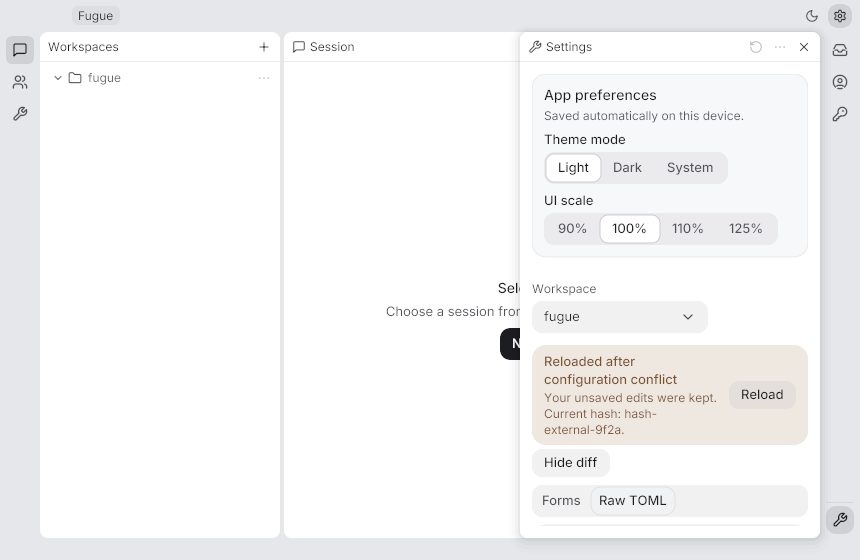 Fugue
Workspaces
fugue
Session
Choose a session
Settings
App preferences
Saved automatically on this device.
Theme mode
Light Dark System
UI scale
90% 100% 110% 125%
Workspace
fugue
Reloaded after
configuration conflict
Your unsaved edits were kept.
Current hash: hash-
external-9f2a.
Reload
Hide diff
Forms Raw TOML